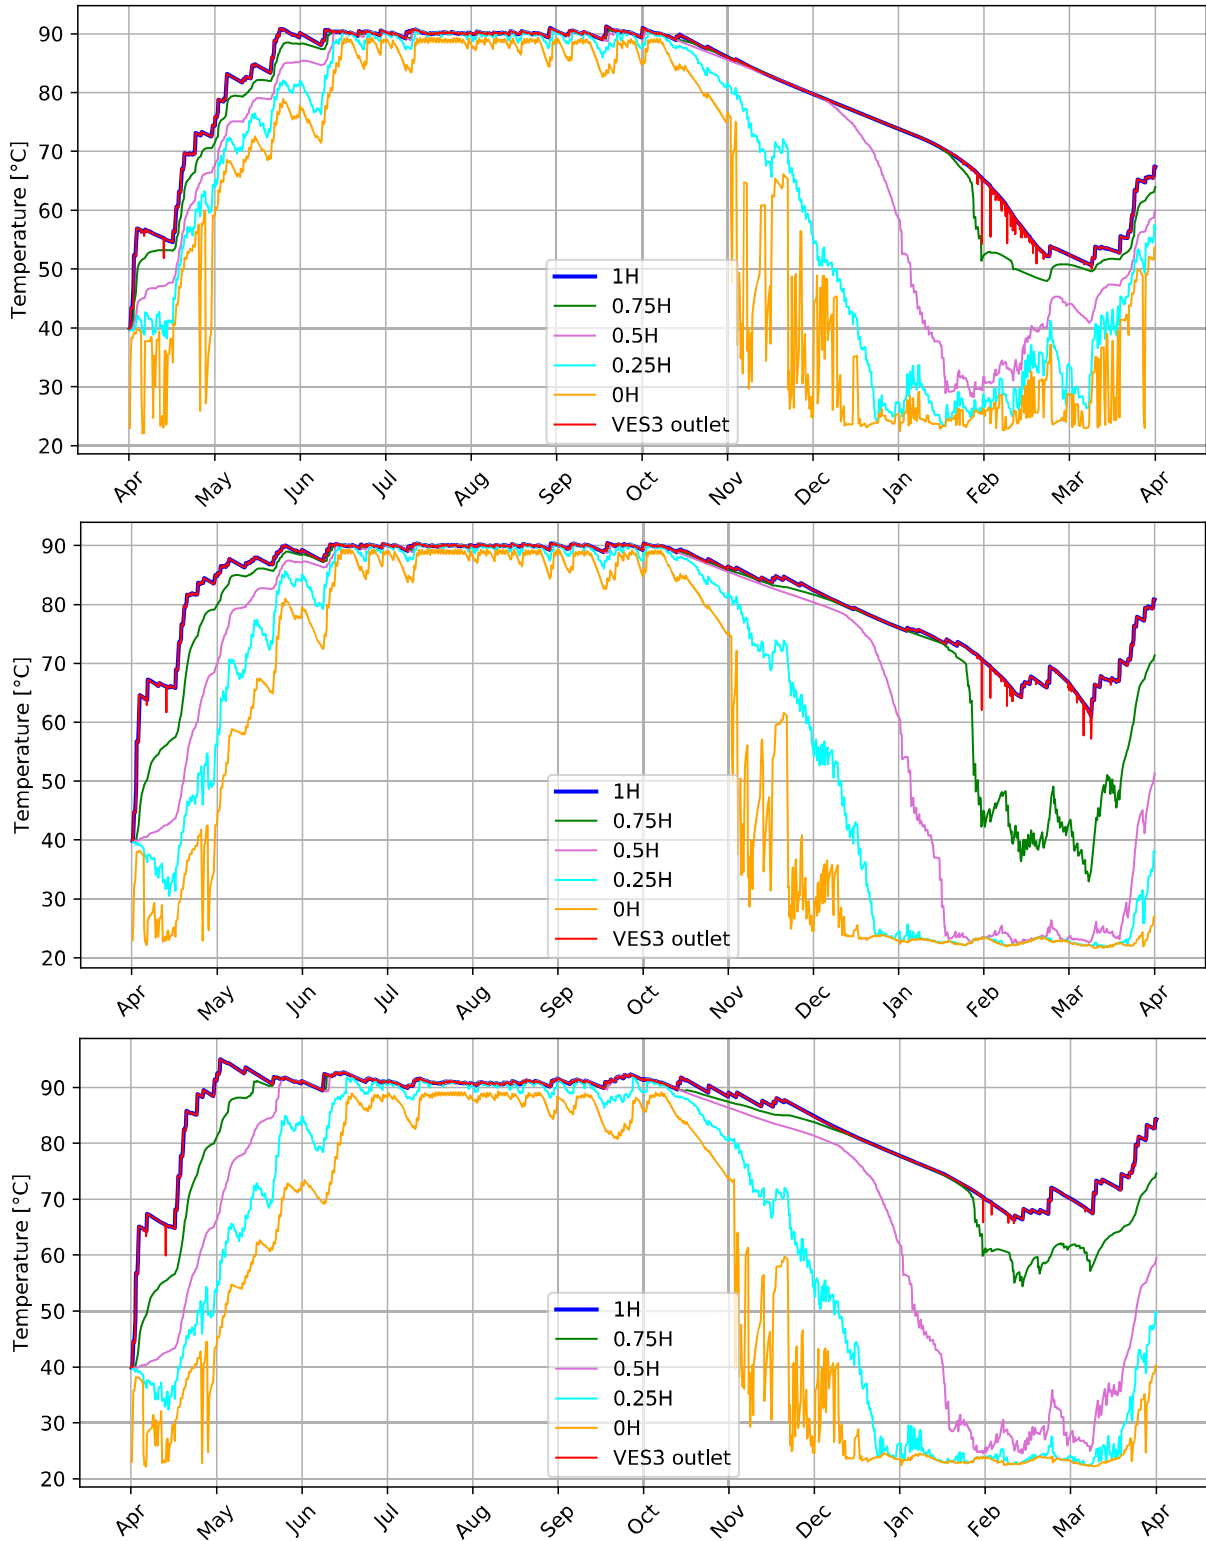 Temperature [°C]
90
80
70
60
50
40
30
20
1H
0.75H
0.5H
0.25H
0H
VES3 outlet
Apr May Jun Jul Aug Sep Oct Nov Dec Jan Feb Mar Apr
Temperature [°C]
90
80
70
60
50
40
30
20
1H
0.75H
0.5H
0.25H
0H
VES3 outlet
Apr May Jun Jul Aug Sep Oct Nov Dec Jan Feb Mar Apr
Temperature [°C]
90
80
70
60
50
40
30
20
1H
0.75H
0.5H
0.25H
0H
VES3 outlet
Apr May Jun Jul Aug Sep Oct Nov Dec Jan Feb Mar Apr